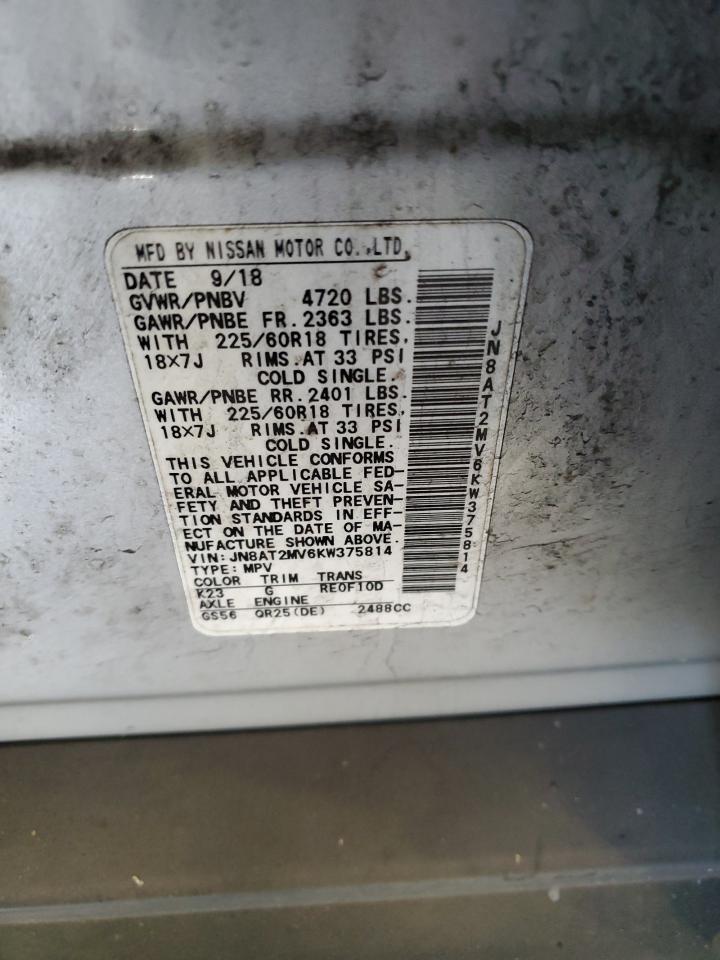 MFD BY NISSAN MOTOR CO.,LTD.
DATE 9/18
GVWR/PNBV 4720 LBS.
GAWR/PNBE FR. 2363 LBS.
WITH 225/60R18 TIRES,
18X7J RIMS.AT 33 PSI
COLD SINGLE.
GAWR/PNBE RR. 2401 LBS.
WITH 225/60R18 TIRES,
18X7J RIMS.AT 33 PSI
COLD SINGLE.
THIS VEHICLE CONFORMS
TO ALL APPLICABLE FED-
ERAL MOTOR VEHICLE SA-
FETY AND THEFT PREVEN-
TION STANDARDS IN EFF-
ECT ON THE DATE OF MA-
NUFACTURE SHOWN ABOVE.
VIN:JN8AT2MV6KW375814
TYPE:MPV
COLOR TRIM TRANS
K23 G RE0F10D
AXLE ENGINE
GS56 QR25(DE) 2488CC
JN8AT2MV6KW375814